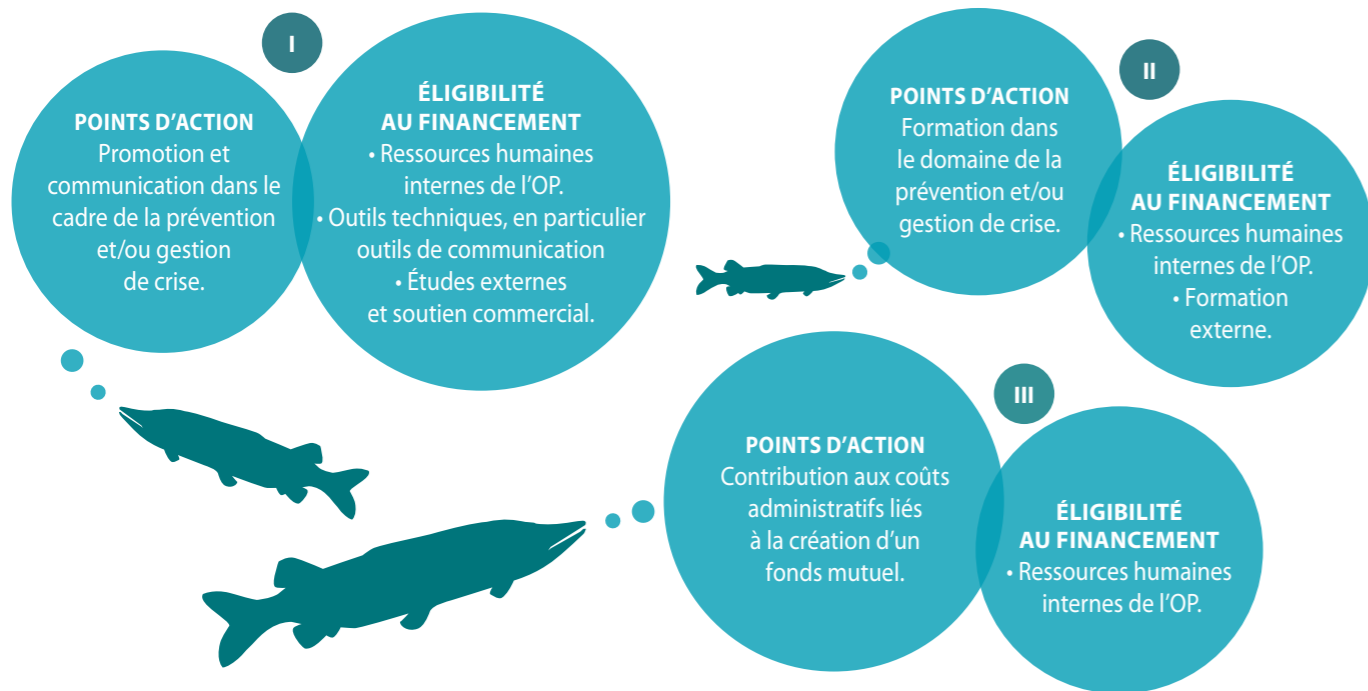 I
POINTS D’ACTION
Promotion et
communication dans le
cadre de la prévention
et/ou gestion
de crise.
ÉLIGIBILITÉ
AU FINANCEMENT
• Ressources humaines
internes de l’OP.
• Outils techniques, en particulier
outils de communication
• Études externes
et soutien commercial.
II
POINTS D’ACTION
Formation dans
le domaine de la
prévention et/ou
gestion de crise.
ÉLIGIBILITÉ
AU FINANCEMENT
• Ressources humaines
internes de l’OP.
• Formation
externe.
III
POINTS D’ACTION
Contribution aux coûts
administratifs liés
à la création d’un
fonds mutuel.
ÉLIGIBILITÉ
AU FINANCEMENT
• Ressources humaines
internes de l’OP.